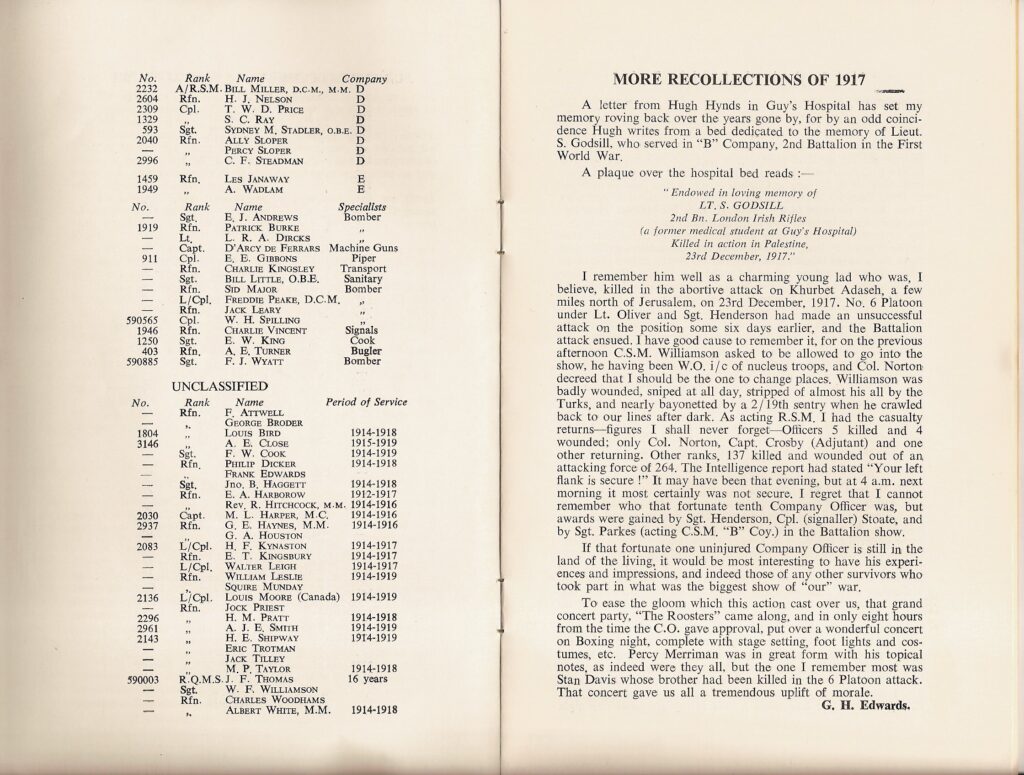 No. Rank Name Company
2232 A/R.S.M. BILL MILLER, D.C.M., M.M. D
2604 Rfn. H. J. NELSON D
2309 Cpl. T. W. D. PRICE D
1329 „ S. C. RAY D
593 Sgt. SYDNEY M. STADLER, O.B.E. D
2040 Rfn. ALLY SLOPER D
— „ PERCY SLOPER D
2996 „ C. F. STEADMAN D
1459 Rfn. LES JANAWAY E
1949 „ A. WADLAM E
No. Rank Name Specialists
— Sgt. E. J. ANDREWS Bomber
1919 Rfn. PATRICK BURKE „
— Lt. L. R. A. DIRCKS „
— Capt. D'ARCY DE FERRARS Machine Guns
911 Cpl. E. E. GIBBONS Piper
— Rfn. CHARLIE KINGSLEY Transport
— Sgt. BILL LITTLE, O.B.E. Sanitary
— Rfn. SID MAJOR Bomber
— L/Cpl. FREDDIE PEAKE, D.C.M. „
— Rfn. JACK LEARY „
590565 Cpl. W. H. SPILLING „
1946 Rfn. CHARLIE VINCENT Signals
1250 Sgt. E. W. KING Cook
403 Rfn. A. E. TURNER Bugler
590885 Sgt. F. J. WYATT Bomber
UNCLASSIFIED
No. Rank Name Period of Service
— Rfn. F. ATTWELL
— „ GEORGE BRODER
1804 „ LOUIS BIRD 1914-1918
3146 „ A. E. CLOSE 1915-1919
— Sgt. F. W. COOK 1914-1919
— Rfn. PHILIP DICKER 1914-1918
— „ FRANK EDWARDS
— Sgt. JNO. B. HAGGETT 1914-1918
— Rfn. E. A. HARBOROW 1912-1917
— „ REV. R. HITCHCOCK, M.M. 1914-1916
2030 Capt. M. L. HARPER, M.C. 1914-1916
2937 Rfn. G. E. HAYNES, M.M. 1914-1916
— „ G. A. HOUSTON
2083 L/Cpl. H. F. KYNASTON 1914-1917
— Rfn. E. T. KINGSBURY 1914-1917
— L/Cpl. WALTER LEIGH 1914-1917
— Rfn. WILLIAM LESLIE 1914-1919
— „ SQUIRE MUNDAY
2136 L/Cpl. LOUIS MOORE (Canada) 1914-1919
— Rfn. JOCK PRIEST
2296 „ H. M. PRATT 1914-1918
2961 „ A. J. E. SMITH 1914-1919
2143 „ H. E. SHIPWAY 1914-1919
— „ ERIC TROTMAN
— „ JACK TILLEY
— „ M. P. TAYLOR 1914-1918
590003 R.Q.M.S. J. F. THOMAS 16 years
— Sgt. W. F. WILLIAMSON
— Rfn. CHARLES WOODHAMS
— „ ALBERT WHITE, M.M. 1914-1918
MORE RECOLLECTIONS OF 1917
A letter from Hugh Hynds in Guy's Hospital has set my
memory roving back over the years gone by, for by an odd coinci-
dence Hugh writes from a bed dedicated to the memory of Lieut.
S. Godsill, who served in "B" Company, 2nd Battalion in the First
World War.
A plaque over the hospital bed reads :—
"Endowed in loving memory of
LT. S. GODSILL
2nd Bn. London Irish Rifles
(a former medical student at Guy's Hospital)
Killed in action in Palestine,
23rd December, 1917."
I remember him well as a charming young lad who was, I
believe, killed in the abortive attack on Khurbet Adaseh, a few
miles north of Jerusalem, on 23rd December, 1917. No. 6 Platoon
under Lt. Oliver and Sgt. Henderson had made an unsuccessful
attack on the position some six days earlier, and the Battalion
attack ensued. I have good cause to remember it, for on the previous
afternoon C.S.M. Williamson asked to be allowed to go into the
show, he having been W.O. i/c of nucleus troops, and Col. Norton
decreed that I should be the one to change places. Williamson was
badly wounded, sniped at all day, stripped of almost his all by the
Turks, and nearly bayonetted by a 2/19th sentry when he crawled
back to our lines after dark. As acting R.S.M. I had the casualty
returns—figures I shall never forget—Officers 5 killed and 4
wounded; only Col. Norton, Capt. Crosby (Adjutant) and one
other returning. Other ranks, 137 killed and wounded out of an
attacking force of 264. The Intelligence report had stated "Your left
flank is secure !" It may have been that evening, but at 4 a.m. next
morning it most certainly was not secure. I regret that I cannot
remember who that fortunate tenth Company Officer was, but
awards were gained by Sgt. Henderson, Cpl. (signaller) Stoate, and
by Sgt. Parkes (acting C.S.M. "B" Coy.) in the Battalion show.
If that fortunate one uninjured Company Officer is still in the
land of the living, it would be most interesting to have his experi-
ences and impressions, and indeed those of any other survivors who
took part in what was the biggest show of "our" war.
To ease the gloom which this action cast over us, that grand
concert party, "The Roosters" came along, and in only eight hours
from the time the C.O. gave approval, put over a wonderful concert
on Boxing night, complete with stage setting, foot lights and cos-
tumes, etc. Percy Merriman was in great form with his topical
notes, as indeed were they all, but the one I remember most was
Stan Davis whose brother had been killed in the 6 Platoon attack.
That concert gave us all a tremendous uplift of morale.
G. H. Edwards.